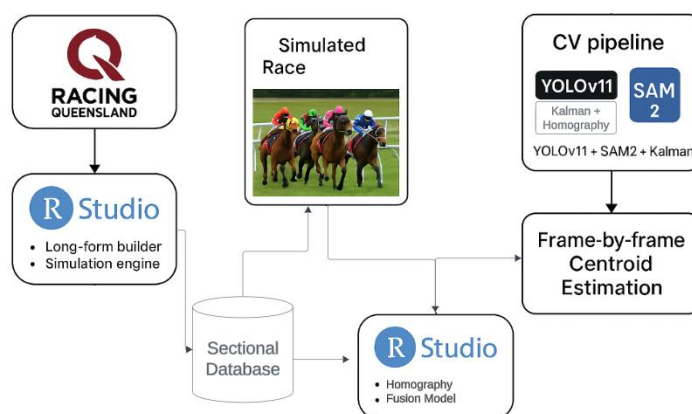 RACING
QUEENSLAND
R Studio
• Long-form builder
• Simulation engine
Sectional
Database
Simulated
Race
R Studio
• Homography
• Fusion Model
CV pipeline
YOLOv11
Kalman +
Homography
SAM
2
YOLOv11 + SAM2 + Kalman
Frame-by-frame
Centroid
Estimation